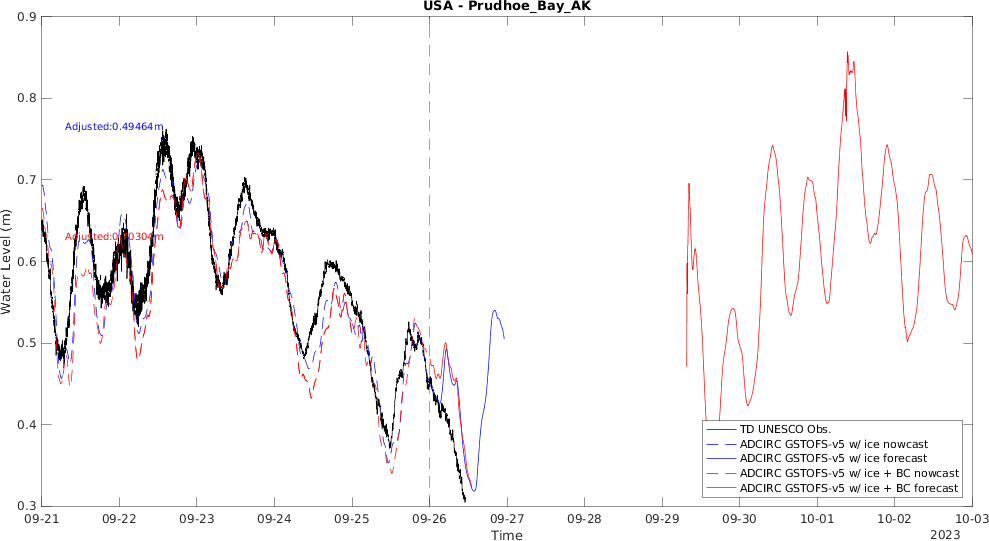 USA - Prudhoe_Bay_AK
0.9
0.8
0.7
0.6
0.5
0.4
0.3
Water Level (m)
Adjusted:0.49464m
TD UNESCO Obs.
ADCIRC GSTOFS-v5 w/ ice nowcast
ADCIRC GSTOFS-v5 w/ ice forecast
ADCIRC GSTOFS-v5 w/ ice + BC nowcast
ADCIRC GSTOFS-v5 w/ ice + BC forecast
09-21 09-22 09-23 09-24 09-25 09-26 09-27 09-28 09-29 09-30 10-01 10-02 10-03
Time
2023